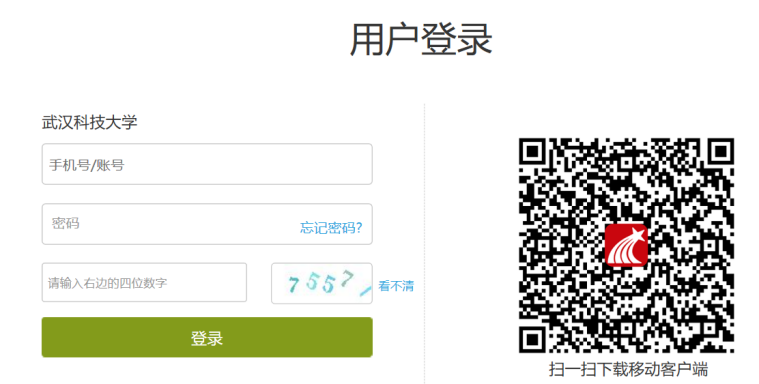 用户登录
武汉科技大学
手机号/账号
密码
忘记密码?
请输入右边的四位数字
7557
看不清
登录
扫一扫下载移动客户端